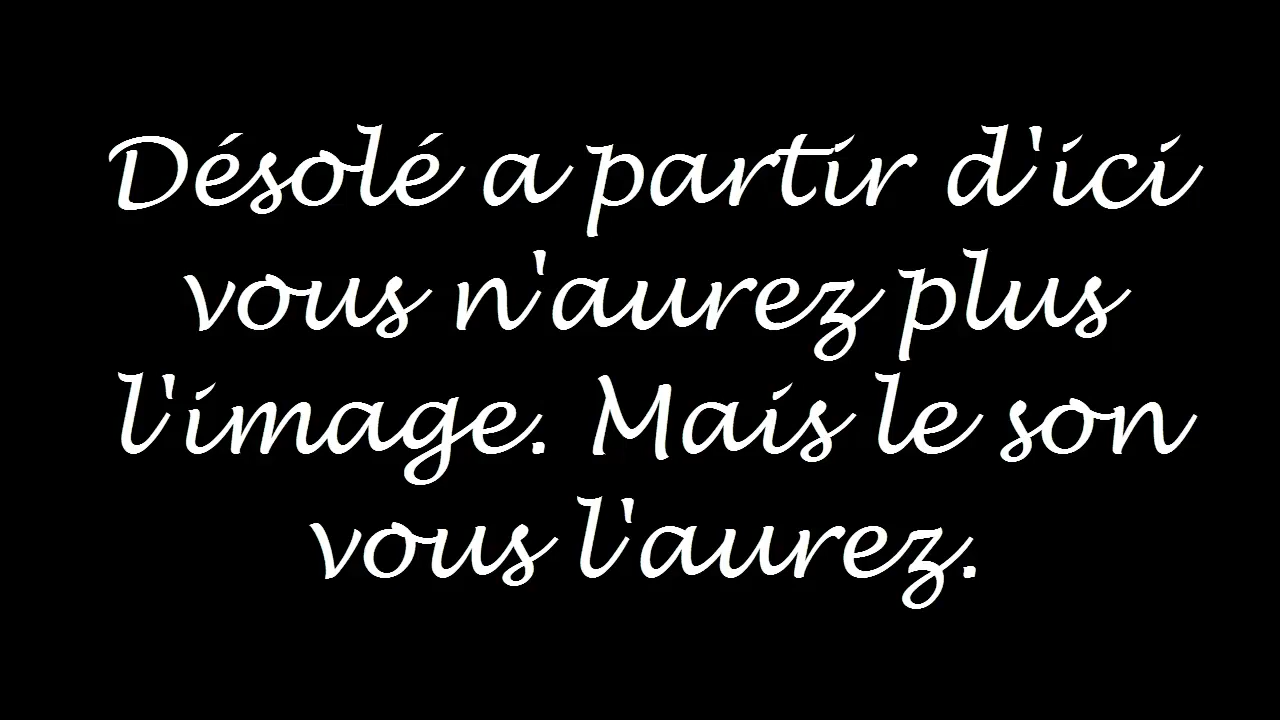 Désolé a partir d'ici
vous n'aurez plus
l'image. Mais le son
vous l'aurez.